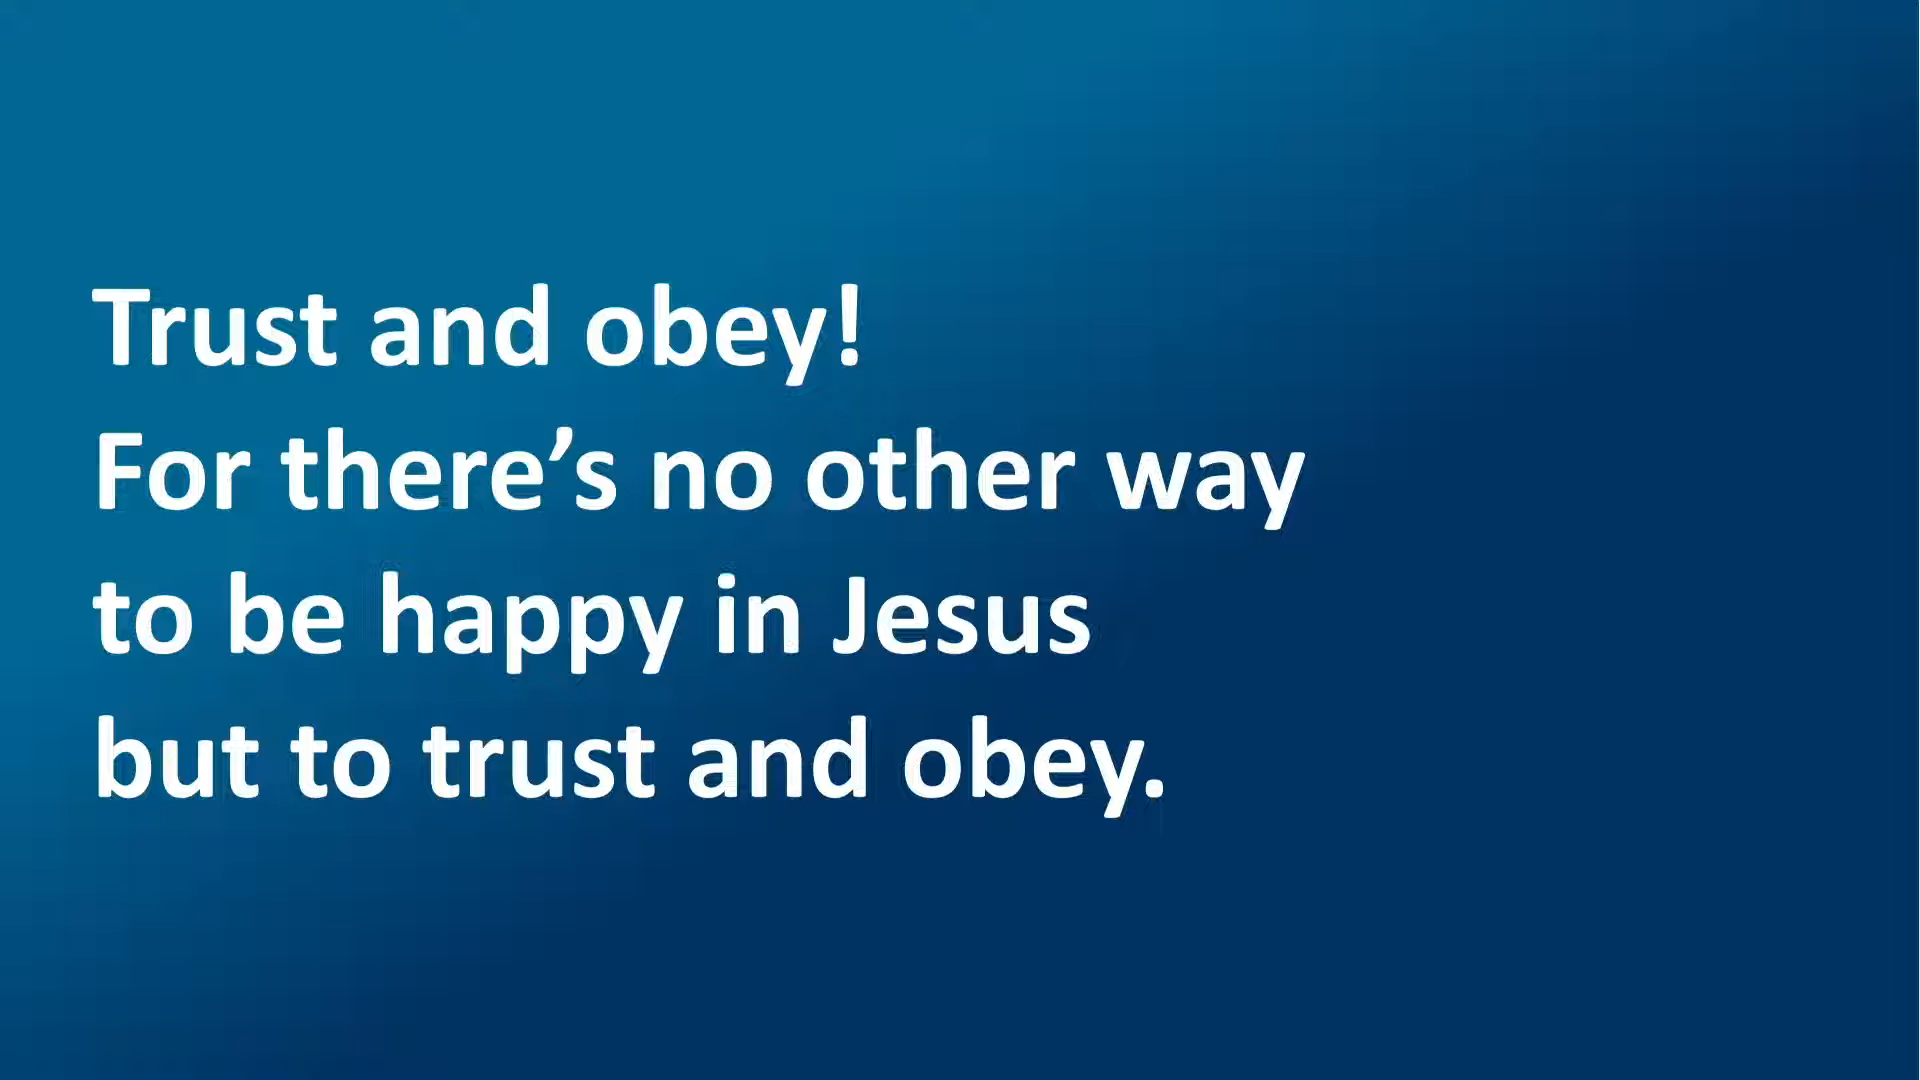 Trust and obey!
For there’s no other way
to be happy in Jesus
but to trust and obey.